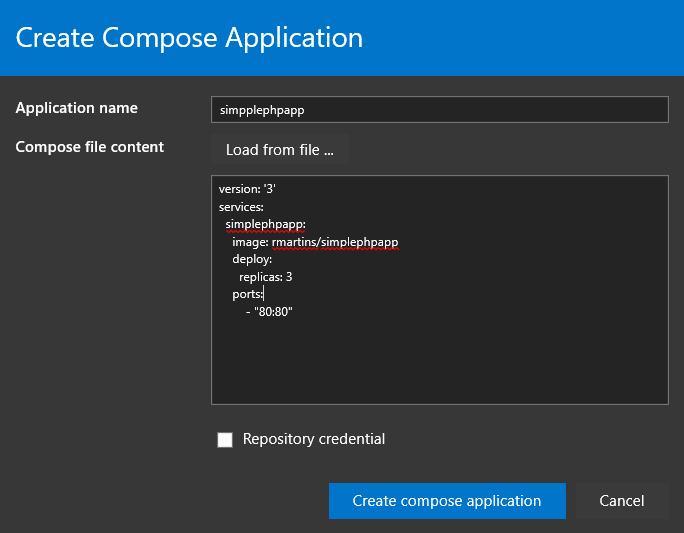 Create Compose Application
Application name
simpplephpapp
Compose file content
Load from file ...
version: '3'
services:
  simplephpapp:
    image: rmartins/simplephpapp
    deploy:
      replicas: 3
    ports:
        - "80:80"
Repository credential
Create compose application
Cancel